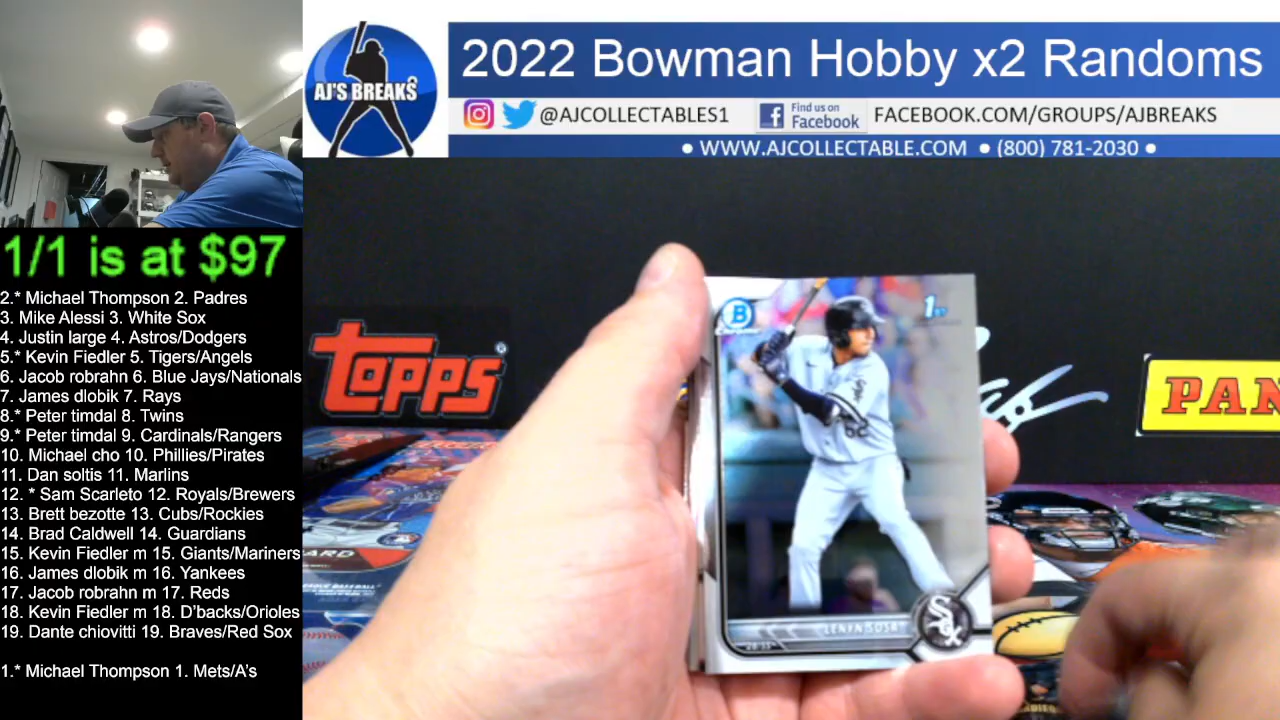 2022 Bowman Hobby x2 Randoms
AJ'S BREAKS
@AJCOLLECTABLES1
Find us on
Facebook
FACEBOOK.COM/GROUPS/AJBREAKS
• WWW.AJCOLLECTABLE.COM • (800) 781-2030 •
1/1 is at $97
2.* Michael Thompson 2. Padres
3. Mike Alessi 3. White Sox
4. Justin large 4. Astros/Dodgers
5.* Kevin Fiedler 5. Tigers/Angels
6. Jacob robrahn 6. Blue Jays/Nationals
7. James dlobik 7. Rays
8.* Peter timdal 8. Twins
9.* Peter timdal 9. Cardinals/Rangers
10. Michael cho 10. Phillies/Pirates
11. Dan soltis 11. Marlins
12. * Sam Scarleto 12. Royals/Brewers
13. Brett bezotte 13. Cubs/Rockies
14. Brad Caldwell 14. Guardians
15. Kevin Fiedler m 15. Giants/Mariners
16. James dlobik m 16. Yankees
17. Jacob robrahn m 17. Reds
18. Kevin Fiedler m 18. D'backs/Orioles
19. Dante chiovitti 19. Braves/Red Sox
1.* Michael Thompson 1. Mets/A's
TOPPS
PAN
B
Chrome
1ST
LENYN SOSA
SOX